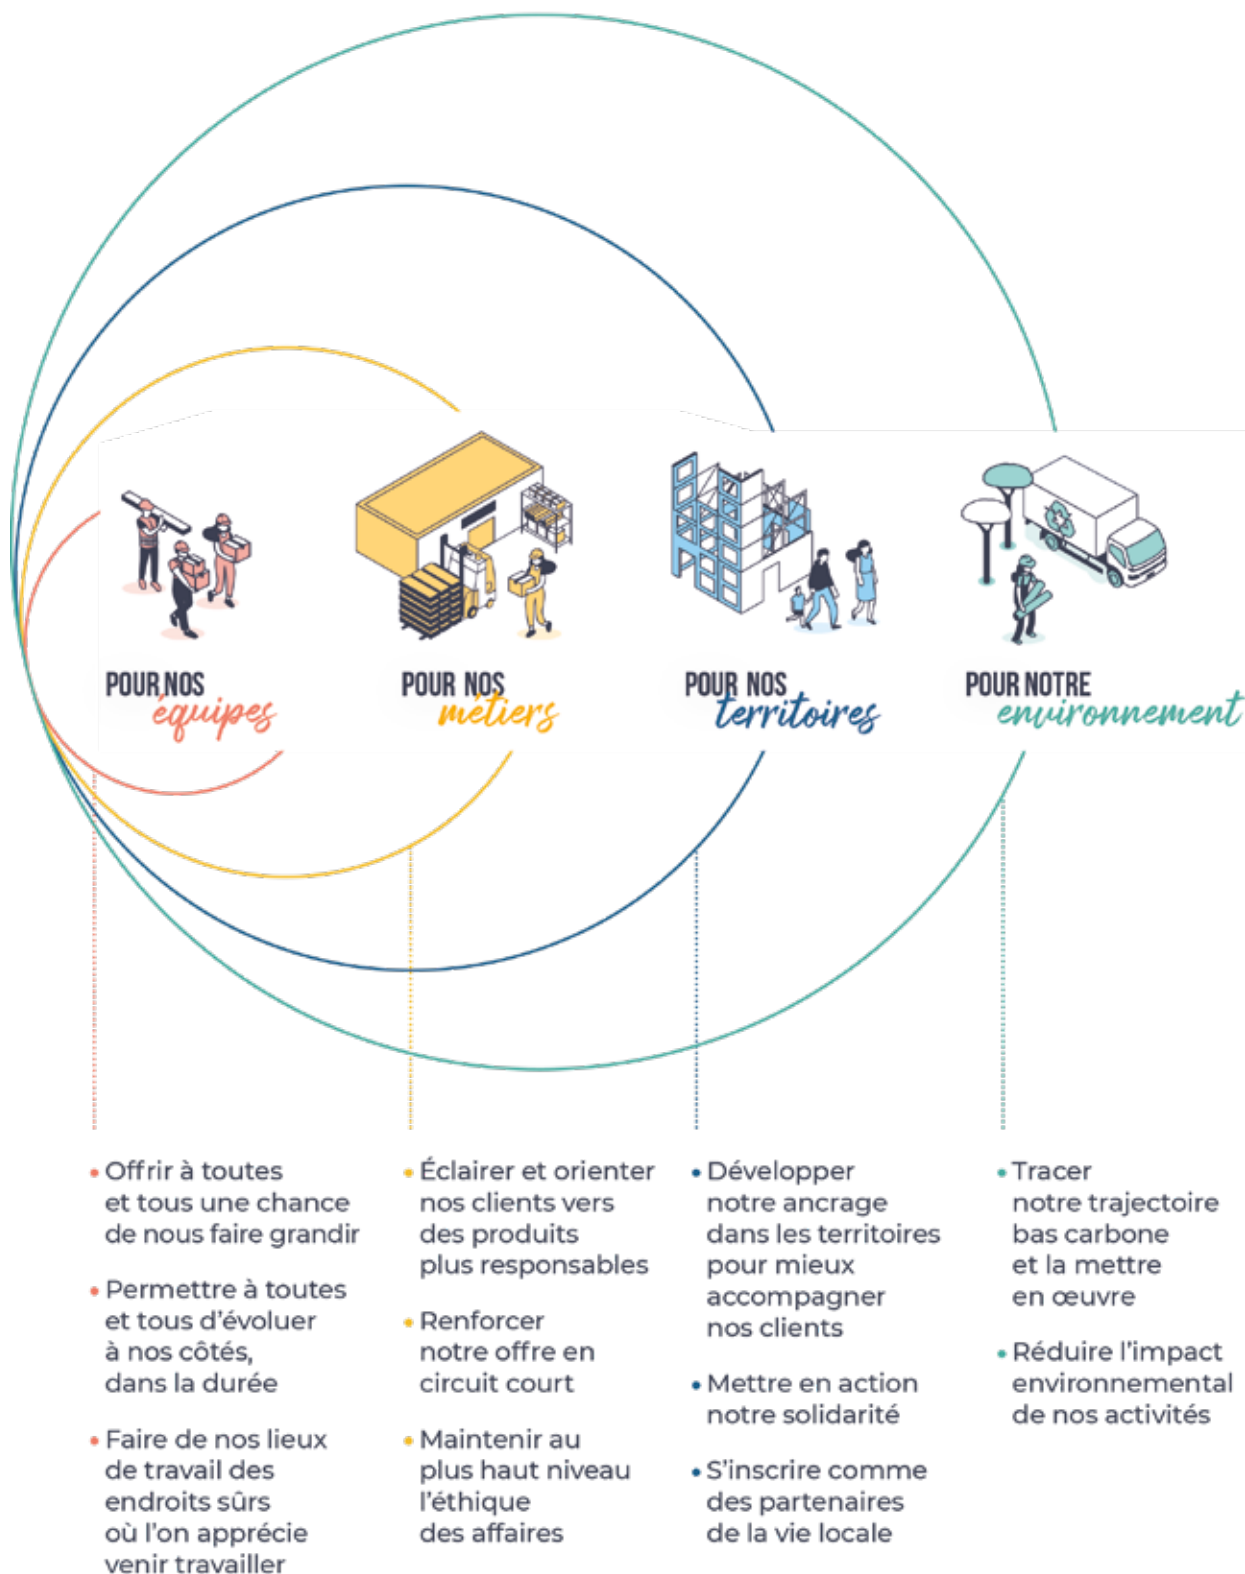 POUR NOS
équipes
POUR NOS
métiers
POUR NOS
territoires
POUR NOTRE
environnement
• Offrir à toutes
et tous une chance
de nous faire grandir
• Permettre à toutes
et tous d’évoluer
à nos côtés,
dans la durée
• Faire de nos lieux
de travail des
endroits sûrs
où l’on apprécie
venir travailler
• Éclairer et orienter
nos clients vers
des produits
plus responsables
• Renforcer
notre offre en
circuit court
• Maintenir au
plus haut niveau
l’éthique
des affaires
• Développer
notre ancrage
dans les territoires
pour mieux
accompagner
nos clients
• Mettre en action
notre solidarité
• S’inscrire comme
des partenaires
de la vie locale
• Tracer
notre trajectoire
bas carbone
et la mettre
en œuvre
• Réduire l’impact
environnemental
de nos activités